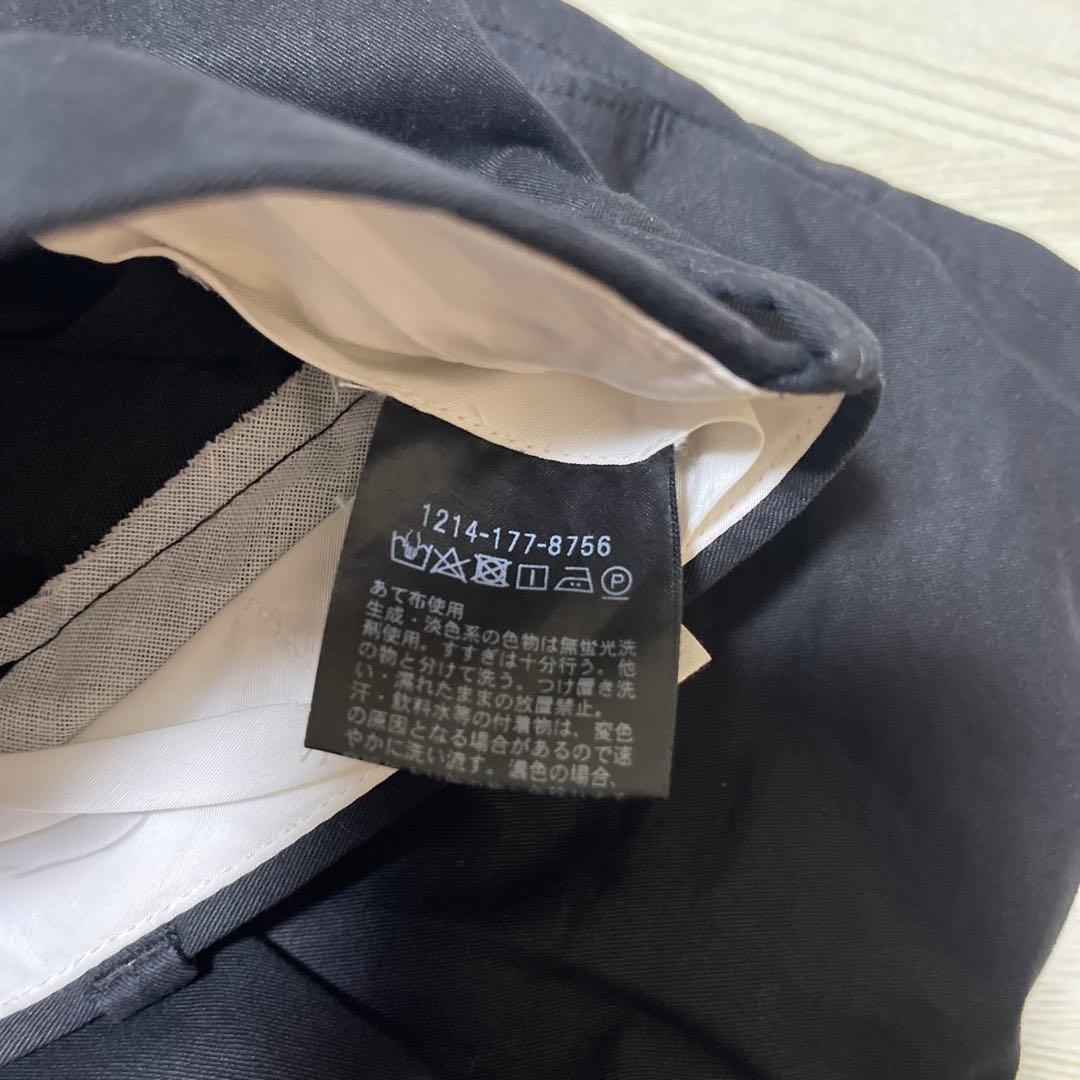 1214-177-8756
P
あて布使用
生成・淡色系の色物は無蛍光洗
剤使用。すすぎは十分行う。他
の物と分けて洗う。つけ置き洗
い・濡れたままの放置禁止。
汗・飲料水等の付着物は、変色
の原因となる場合があるので速
やかに洗い流す。濃色の場合、